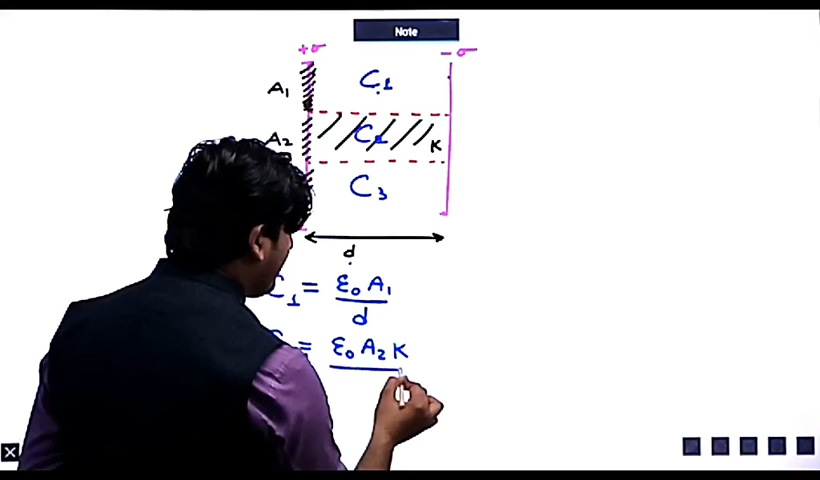 Note
+σ -σ
A1 C1
A2 C2 K
C3
d
C1 = ε0 A1 / d
= ε0 A2 K